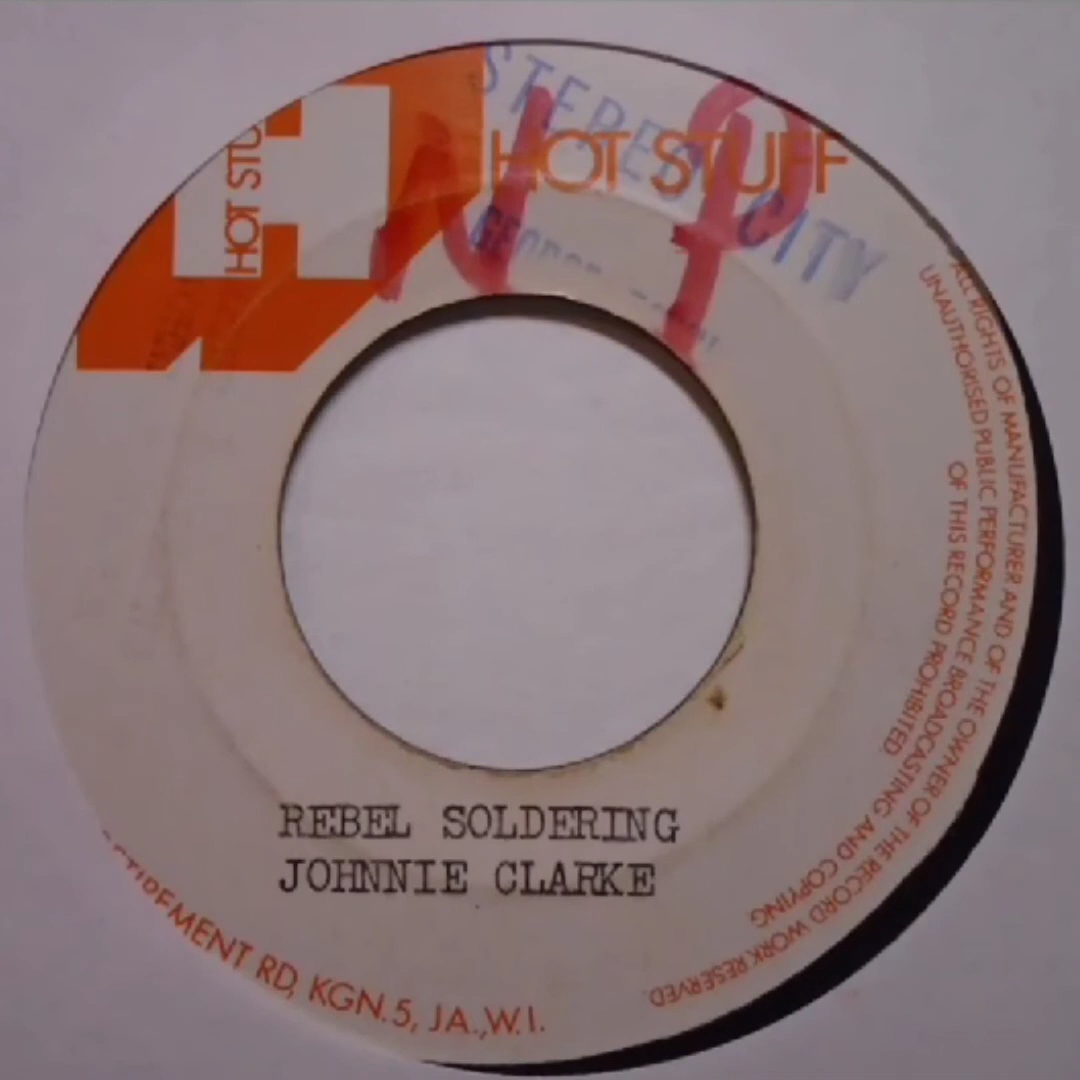 HOT STU
HOT STUFF
STEREO CITY
ALL RIGHTS OF MANUFACTURER AND OF THE OWNER OF THE RECORD WORK RESERVED.
UNAUTHORISED PUBLIC PERFORMANCE BROADCASTING AND COPYING
OF THIS RECORD PROHIBITED.
REBEL SOLDERING
JOHNNIE CLARKE
RD, KGN. 5, JA., W.I.